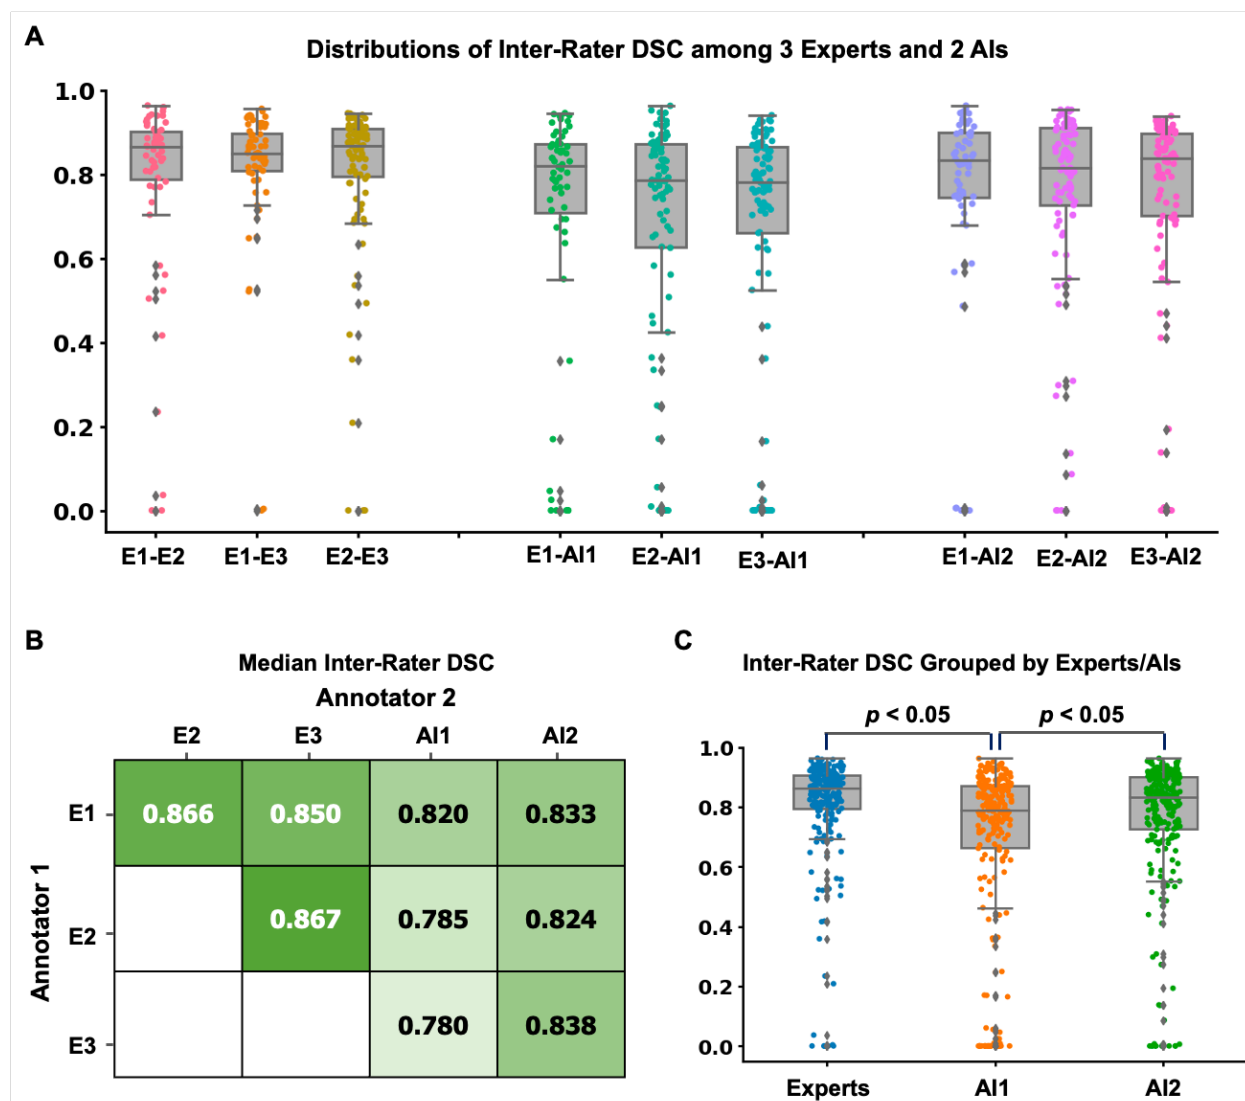 A
Distributions of Inter-Rater DSC among 3 Experts and 2 AIs
1.0
0.8
0.6
0.4
0.2
0.0
E1-E2 E1-E3 E2-E3 E1-AI1 E2-AI1 E3-AI1 E1-AI2 E2-AI2 E3-AI2
B
Median Inter-Rater DSC
Annotator 2
E2 E3 AI1 AI2
Annotator 1
E1 0.866 0.850 0.820 0.833
E2 0.867 0.785 0.824
E3 0.780 0.838
C
Inter-Rater DSC Grouped by Experts/AIs
p < 0.05 p < 0.05
1.0
0.8
0.6
0.4
0.2
0.0
Experts AI1 AI2